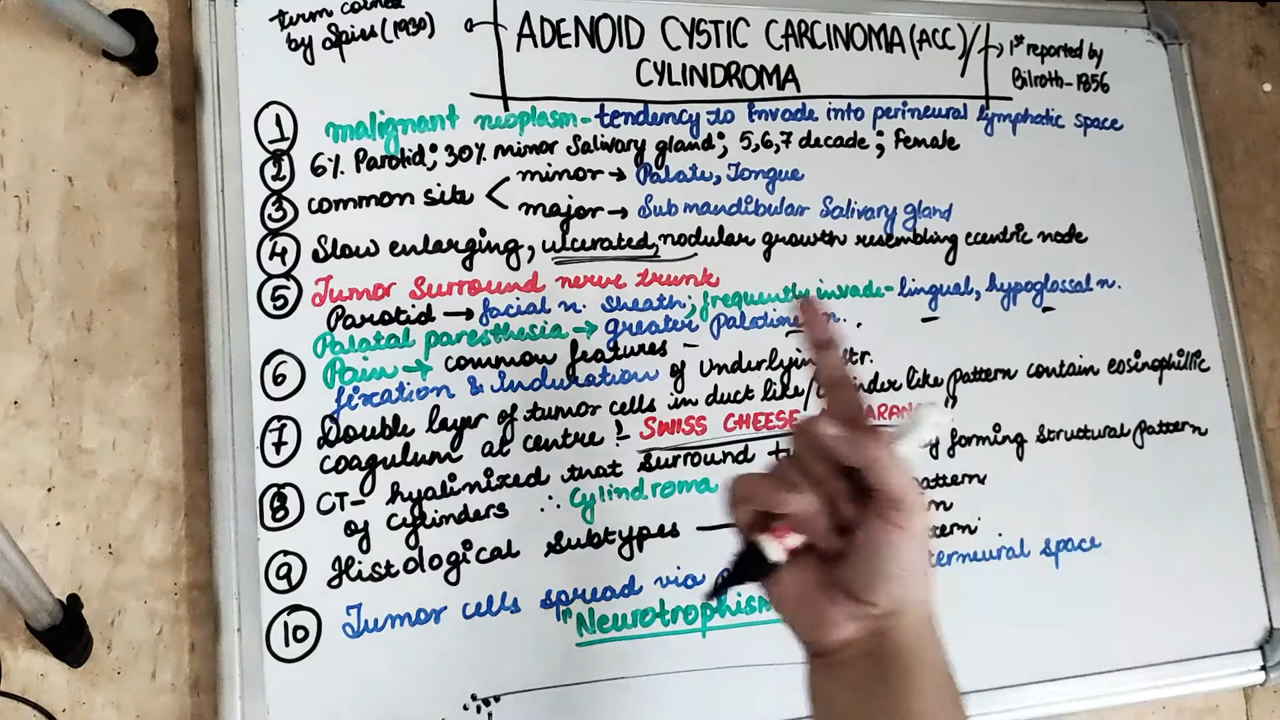 term coined
by Spies (1930)
ADENOID CYSTIC CARCINOMA (ACC)/
CYLINDROMA
1st reported by
Bilroth-1856
1 malignant neoplasm - tendency to invade into perineural lymphatic space
2 6% Parotid; 30% minor Salivary gland; 5,6,7 decade; Female
3 common site < minor → Palate, Tongue
major → Submandibular Salivary gland
4 Slow enlarging, ulcerated, nodular growth resembling eccentric node
5 Tumor Surround nerve trunk
Parotid → facial n. Sheath; frequently invade - lingual, hypoglossal n.
Palatal paresthesia → greater Palatine n.
6 Pain → common features -
fixation & Induration of underlying str.
7 Double layer of tumor cells in duct like/ like pattern contain eosinophillic
coagulum at centre!- SWISS CHEESE
8 CT- hyalinized that surround forming structural pattern
of cylinders ∴ Cylindroma
pattern
9 Histological Subtypes
10 Tumor cells spread via space
"Neurotrophism